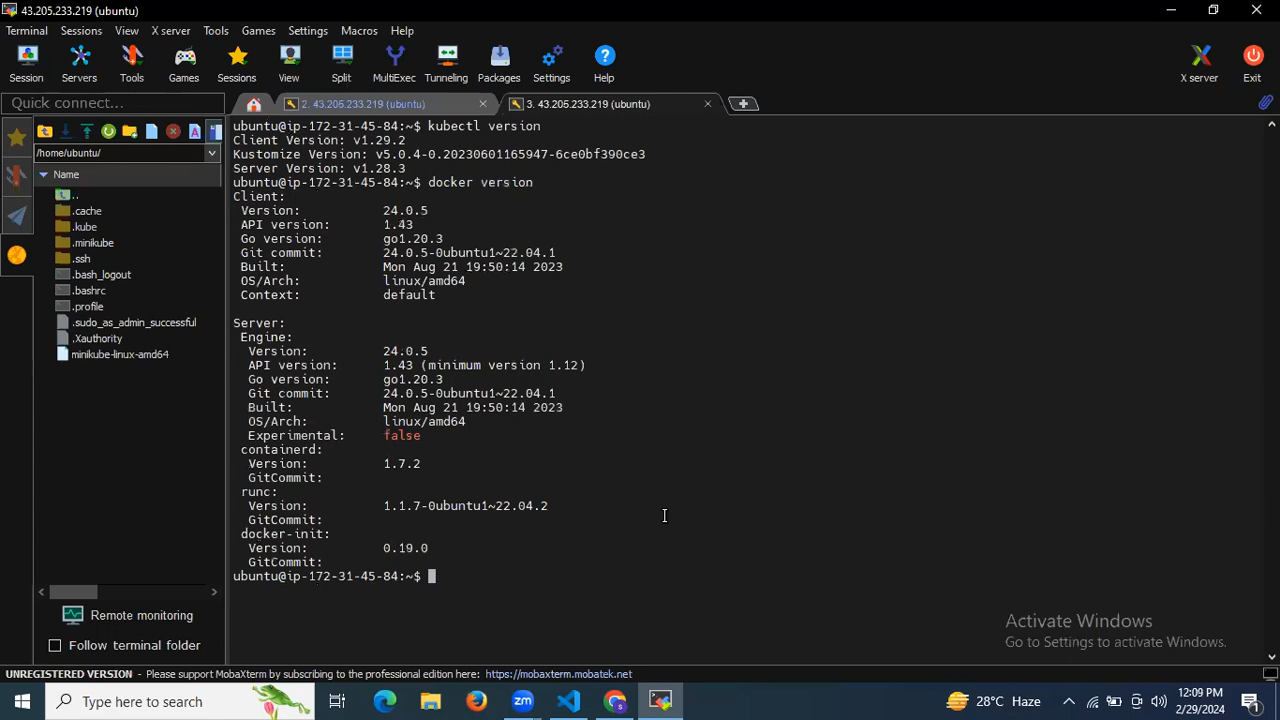 43.205.233.219 (ubuntu)
Terminal Sessions View X server Tools Games Settings Macros Help
Session Servers Tools Games Sessions View Split MultiExec Tunneling Packages Settings Help X server Exit
Quick connect...
2. 43.205.233.219 (ubuntu)
3. 43.205.233.219 (ubuntu)
/home/ubuntu/
Name
..
.cache
.kube
.minikube
.ssh
.bash_logout
.bashrc
.profile
.sudo_as_admin_successful
.Xauthority
minikube-linux-amd64
Remote monitoring
Follow terminal folder
ubuntu@ip-172-31-45-84:~$ kubectl version
Client Version: v1.29.2
Kustomize Version: v5.0.4-0.20230601165947-6ce0bf390ce3
Server Version: v1.28.3
ubuntu@ip-172-31-45-84:~$ docker version
Client:
Version: 24.0.5
API version: 1.43
Go version: go1.20.3
Git commit: 24.0.5-0ubuntu1~22.04.1
Built: Mon Aug 21 19:50:14 2023
OS/Arch: linux/amd64
Context: default
Server:
Engine:
Version: 24.0.5
API version: 1.43 (minimum version 1.12)
Go version: go1.20.3
Git commit: 24.0.5-0ubuntu1~22.04.1
Built: Mon Aug 21 19:50:14 2023
OS/Arch: linux/amd64
Experimental: false
containerd:
Version: 1.7.2
GitCommit:
runc:
Version: 1.1.7-0ubuntu1~22.04.2
GitCommit:
docker-init:
Version: 0.19.0
GitCommit:
ubuntu@ip-172-31-45-84:~$
Activate Windows
Go to Settings to activate Windows.
UNREGISTERED VERSION - Please support MobaXterm by subscribing to the professional edition here: https://mobaxterm.mobatek.net
Type here to search
zm
28°C Haze
12:09 PM
2/29/2024
1